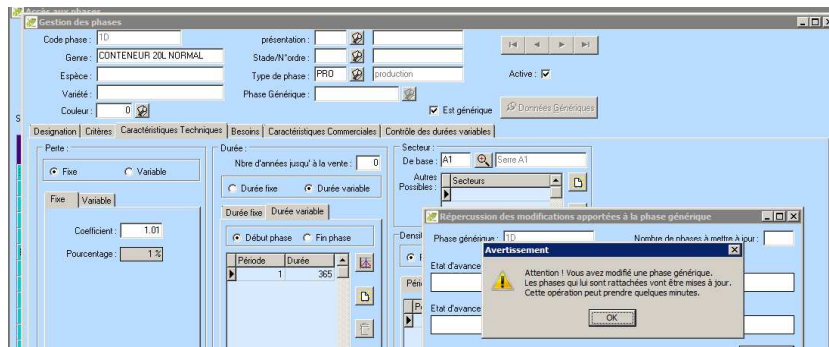 Accès aux phases
Gestion des phases
Code phase : 1D
présentation :
Genre : CONTENEUR 20L NORMAL
Stade/N°ordre :
Espèce :
Type de phase : PRO production
Active :
Variété :
Phase Générique :
Couleur : 0
Est générique
Données Génériques
Designation Critères Caractéristiques Techniques Besoins Caractéristiques Commerciales Contrôle des durées variables
Perte :
Fixe Variable
Fixe Variable
Coefficient : 1.01
Pourcentage : 1 %
Durée :
Nbre d'années jusqu' à la vente : 0
Durée fixe Durée variable
Durée fixe Durée variable
Début phase Fin phase
Période Durée
1 365
Secteur :
De base : A1 Serre A1
Autres Possibles :
Secteurs
Densit
Péri
Répercussion des modifications apportées à la phase générique
Phase générique : 1D
Nombre de phases à mettre à jour :
Etat d'avance
Etat d'avance
Avertissement
Attention ! Vous avez modifié une phase générique.
Les phases qui lui sont rattachées vont être mises à jour.
Cette opération peut prendre quelques minutes.
OK